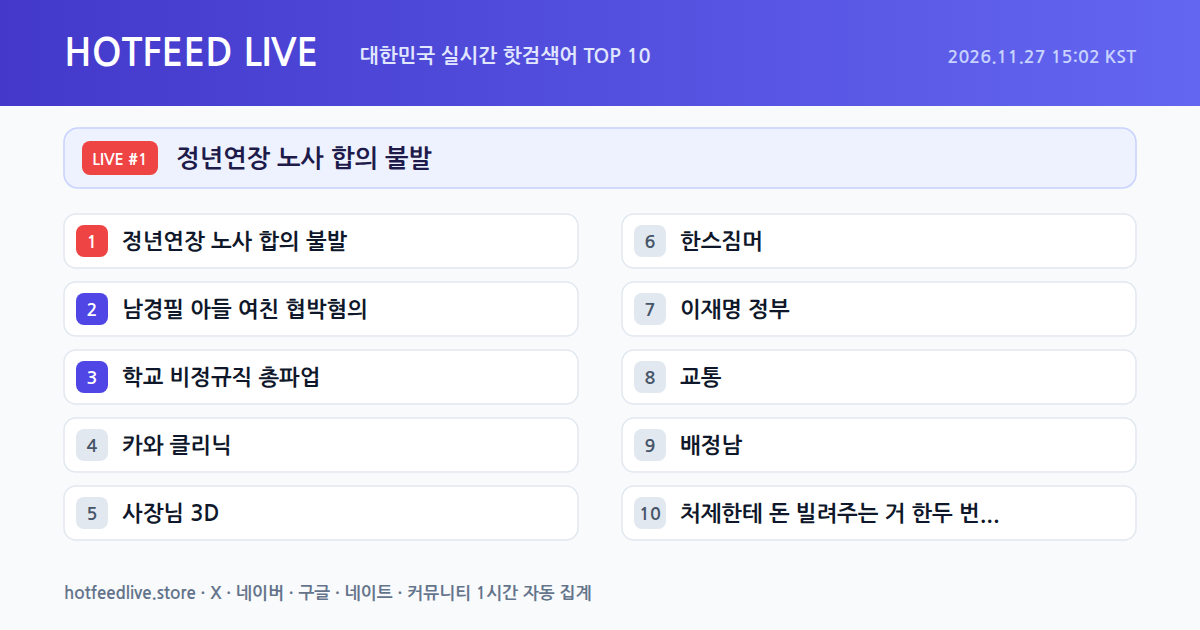 HOTFEED LIVE 대한민국 실시간 핫검색어 TOP 10 2026.11.27 15:02 KST
LIVE #1 정년연장 노사 합의 불발
1 정년연장 노사 합의 불발
2 남경필 아들 여친 협박혐의
3 학교 비정규직 총파업
4 카와 클리닉
5 사장님 3D
6 한스짐머
7 이재명 정부
8 교통
9 배정남
10 처제한테 돈 빌려주는 거 한두 번...
hotfeedlive.store · X · 네이버 · 구글 · 네이트 · 커뮤니티 1시간 자동 집계